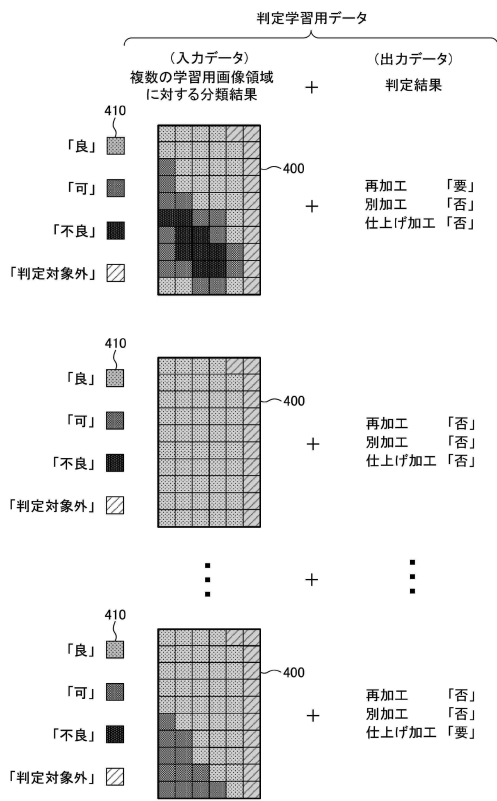 判定学習用データ
(入力データ)
複数の学習用画像領域
に対する分類結果
+
(出力データ)
判定結果
410
「良」
「可」
「不良」
「判定対象外」
400
+
再加工 「要」
別加工 「否」
仕上げ加工 「否」
410
「良」
「可」
「不良」
「判定対象外」
400
+
再加工 「否」
別加工 「否」
仕上げ加工 「否」
+
410
「良」
「可」
「不良」
「判定対象外」
400
+
再加工 「否」
別加工 「否」
仕上げ加工 「要」